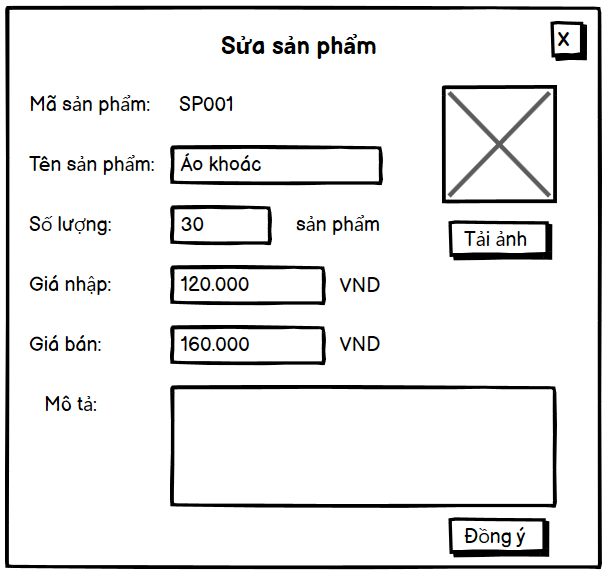 Sửa sản phẩm
X
Mã sản phẩm: SP001
Tên sản phẩm: Áo khoác
Số lượng: 30 sản phẩm
Tải ảnh
Giá nhập: 120.000 VND
Giá bán: 160.000 VND
Mô tả:
Đồng ý